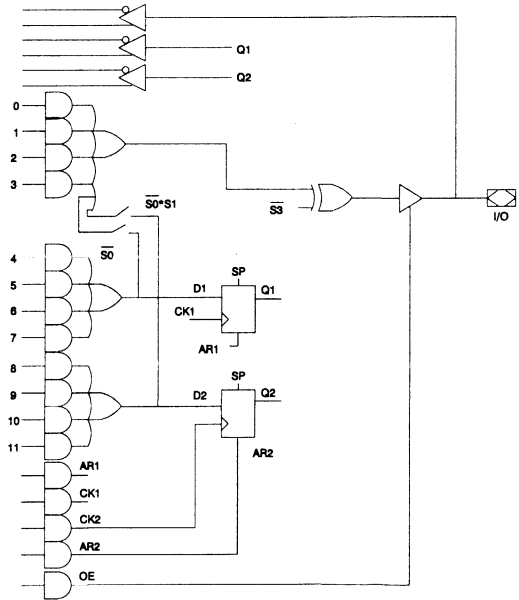 Q1
Q2
0
1
2
3
S0*S1
S3
I/O
S0
4
5
6
7
SP
D1
Q1
CK1
AR1
8
9
10
11
SP
D2
Q2
AR2
AR1
CK1
CK2
AR2
OE